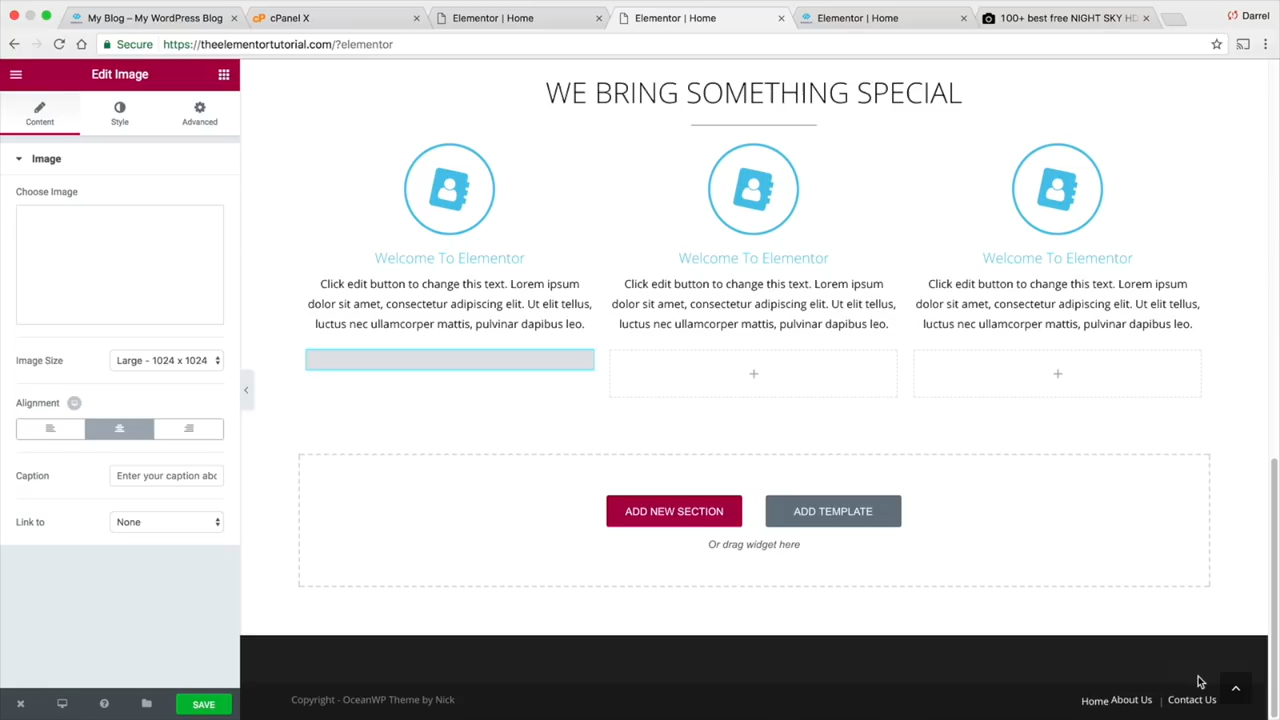 My Blog – My WordPress Blog
cPanel X
Elementor | Home
Elementor | Home
Elementor | Home
100+ best free NIGHT SKY HD
Darrel
Secure
https://theelementortutorial.com/?elementor
Edit Image
Content
Style
Advanced
Image
Choose Image
Image Size
Large - 1024 x 1024
Alignment
Caption
Enter your caption abo
Link to
None
SAVE
WE BRING SOMETHING SPECIAL
Welcome To Elementor
Click edit button to change this text. Lorem ipsum
dolor sit amet, consectetur adipiscing elit. Ut elit tellus,
luctus nec ullamcorper mattis, pulvinar dapibus leo.
Welcome To Elementor
Click edit button to change this text. Lorem ipsum
dolor sit amet, consectetur adipiscing elit. Ut elit tellus,
luctus nec ullamcorper mattis, pulvinar dapibus leo.
Welcome To Elementor
Click edit button to change this text. Lorem ipsum
dolor sit amet, consectetur adipiscing elit. Ut elit tellus,
luctus nec ullamcorper mattis, pulvinar dapibus leo.
ADD NEW SECTION
ADD TEMPLATE
Or drag widget here
Copyright - OceanWP Theme by Nick
Home About Us | Contact Us